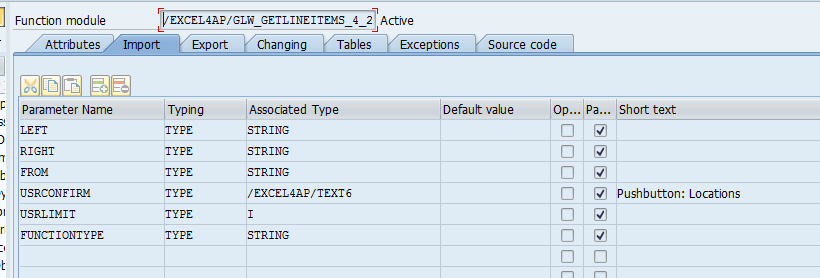 Function module /EXCEL4AP/GLW_GETLINEITEMS_4_2 Active
Attributes Import Export Changing Tables Exceptions Source code
Parameter Name Typing Associated Type Default value Op... Pa... Short text
LEFT TYPE STRING
RIGHT TYPE STRING
FROM TYPE STRING
USRCONFIRM TYPE /EXCEL4AP/TEXT6 Pushbutton: Locations
USRLIMIT TYPE I
FUNCTIONTYPE TYPE STRING